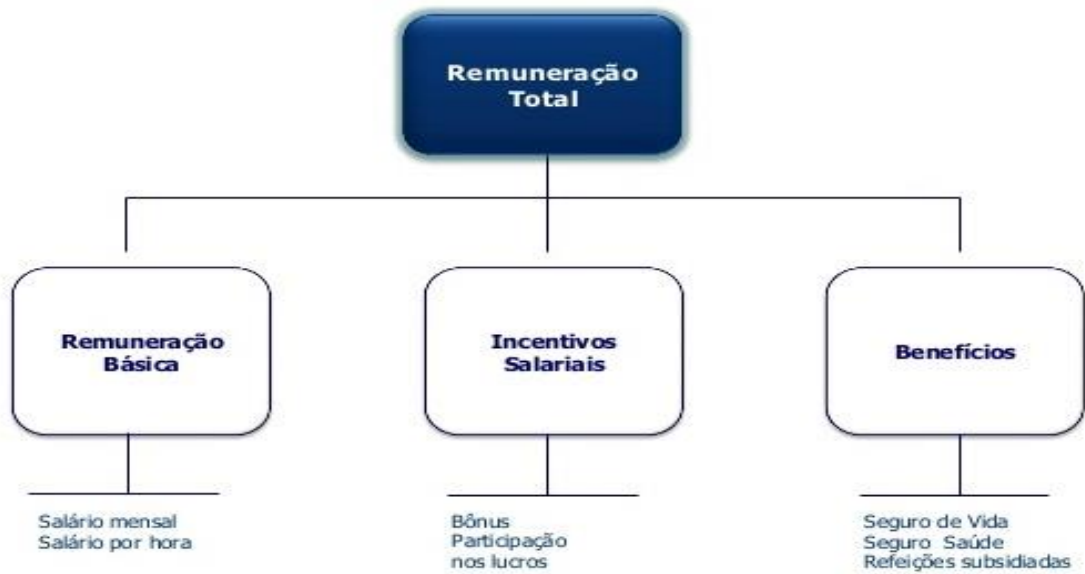 Remuneração
Total
Remuneração
Básica
Incentivos
Salariais
Benefícios
Salário mensal
Salário por hora
Bônus
Participação
nos lucros
Seguro de Vida
Seguro Saúde
Refeições subsidiadas